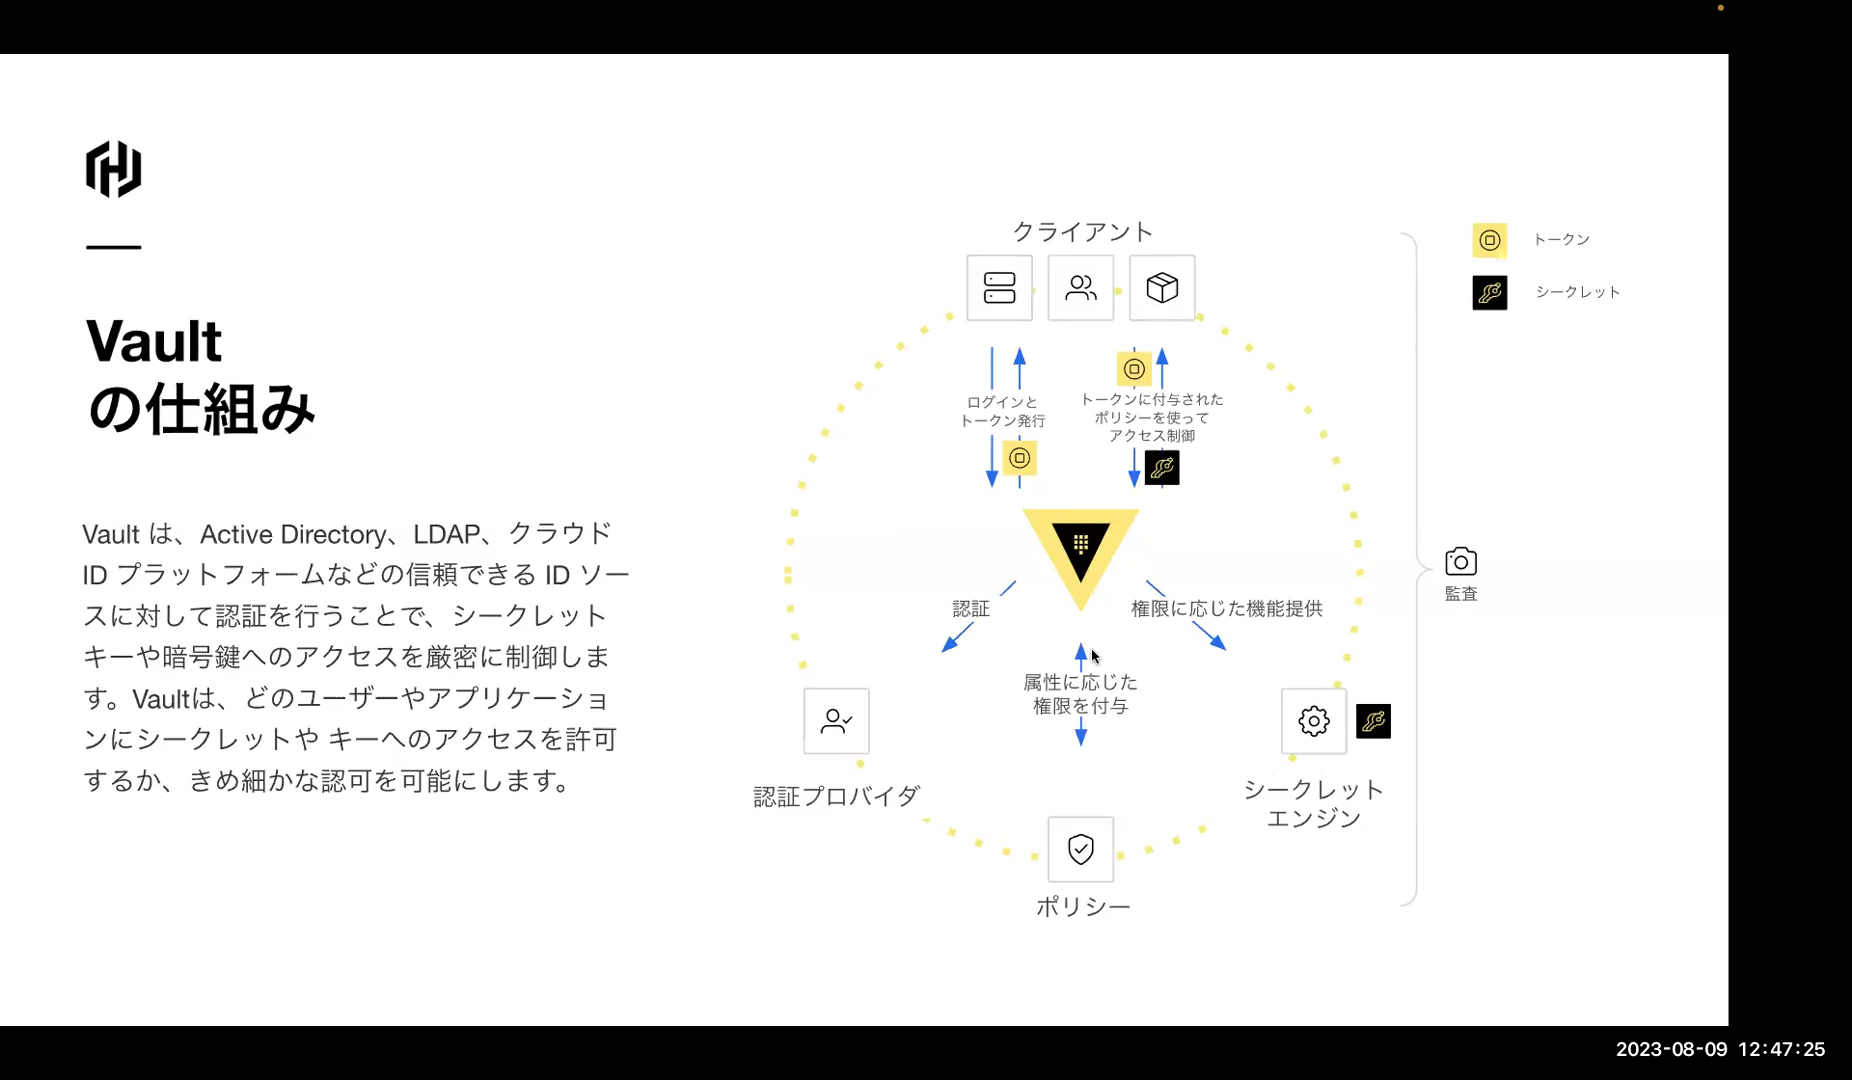 Vault
の仕組み
Vault は、Active Directory、LDAP、クラウド
ID プラットフォームなどの信頼できる ID ソー
スに対して認証を行うことで、シークレット
キーや暗号鍵へのアクセスを厳密に制御しま
す。Vaultは、どのユーザーやアプリケーショ
ンにシークレットや キーへのアクセスを許可
するか、きめ細かな認可を可能にします。
クライアント
ログインと
トークン発行
トークンに付与された
ポリシーを使って
アクセス制御
認証
権限に応じた機能提供
属性に応じた
権限を付与
認証プロバイダ
シークレット
エンジン
ポリシー
トークン
シークレット
監査
2023-08-09 12:47:25